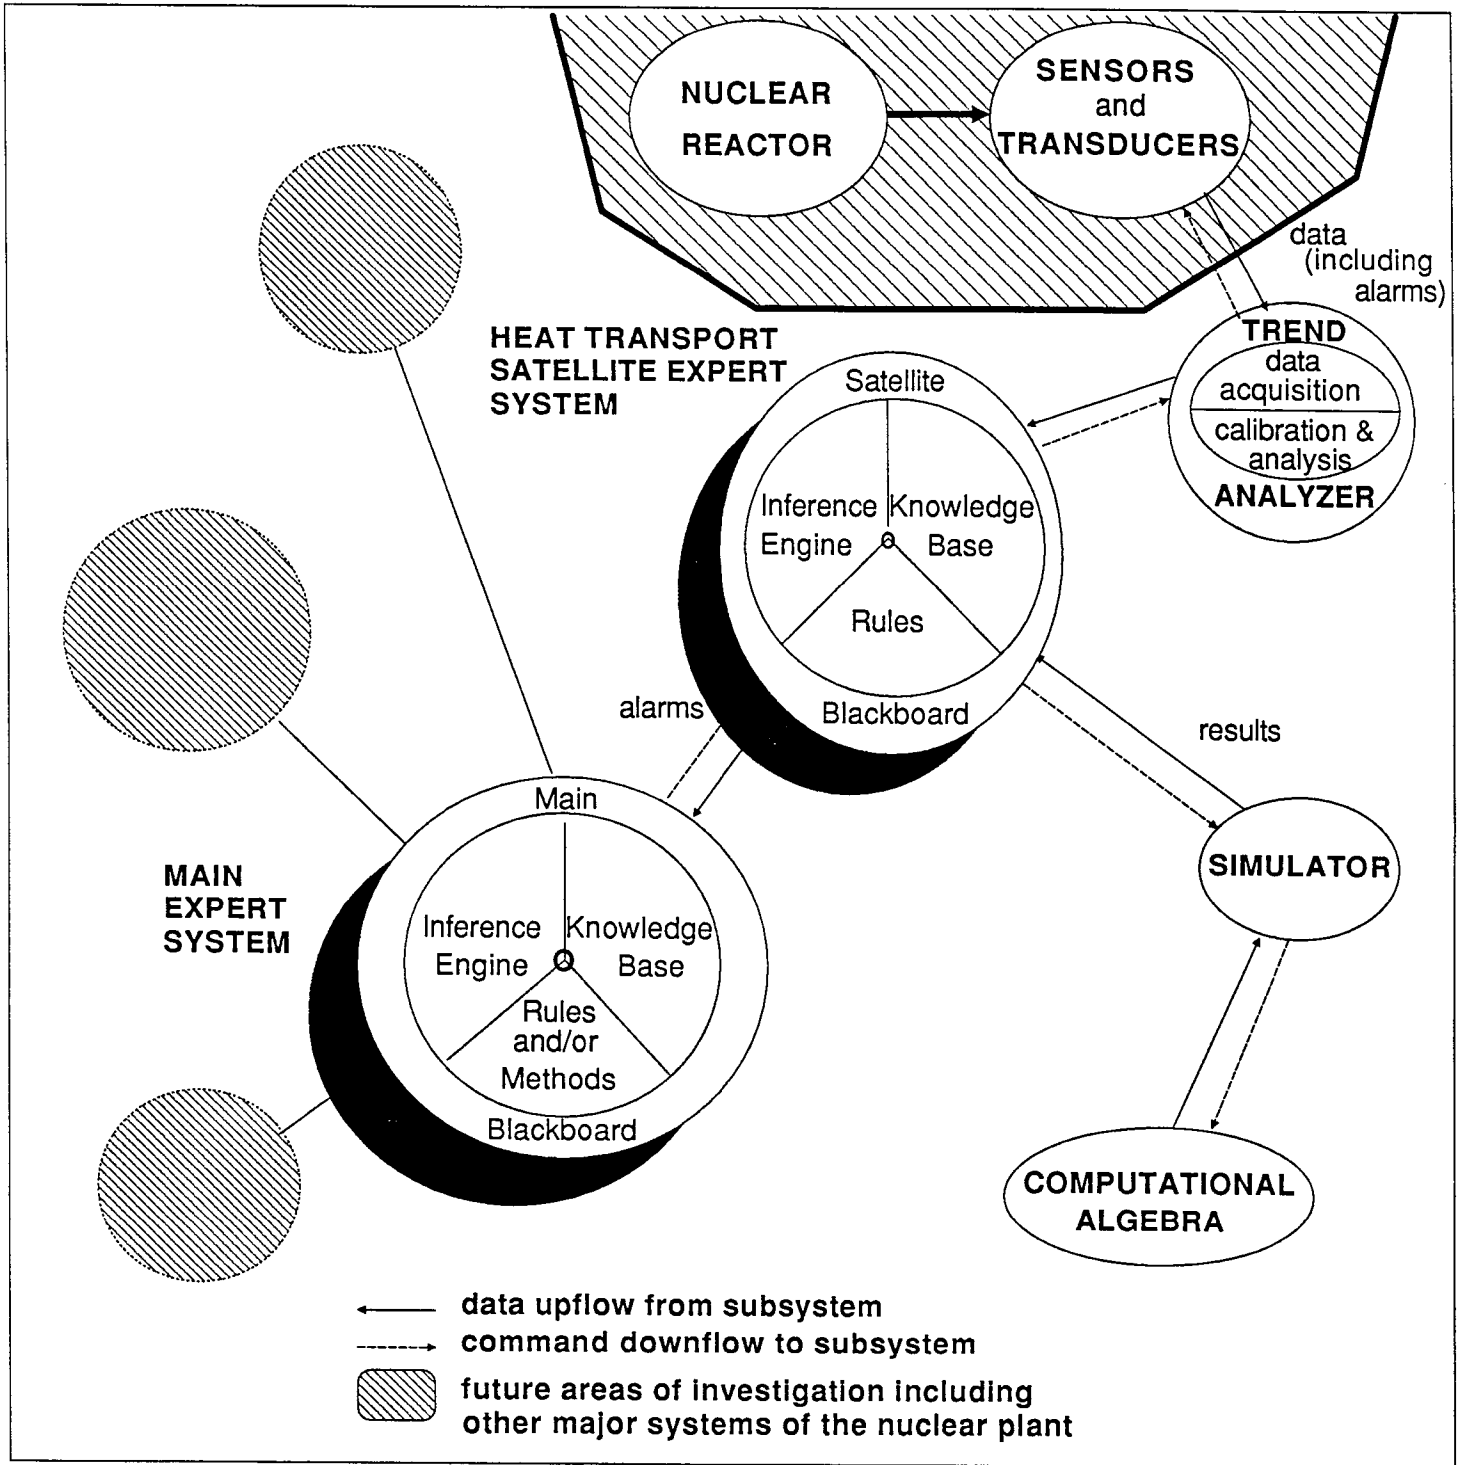 NUCLEAR
REACTOR
SENSORS
and
TRANSDUCERS
data
(including
alarms)
HEAT TRANSPORT
SATELLITE EXPERT
SYSTEM
TREND
data
acquisition
calibration &
analysis
ANALYZER
Satellite
Inference
Engine
Knowledge
Base
Rules
Blackboard
alarms
results
SIMULATOR
MAIN
EXPERT
SYSTEM
Main
Inference
Engine
Knowledge
Base
Rules
and/or
Methods
Blackboard
COMPUTATIONAL
ALGEBRA
data upflow from subsystem
command downflow to subsystem
future areas of investigation including
other major systems of the nuclear plant